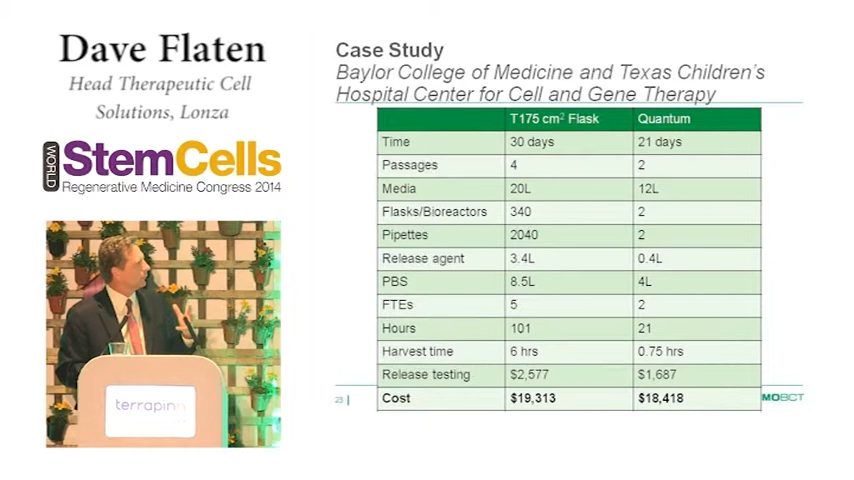 Dave Flaten
Head Therapeutic Cell
Solutions, Lonza
WORLD
StemCells
Regenerative Medicine Congress 2014
terrapinn
Case Study
Baylor College of Medicine and Texas Children's
Hospital Center for Cell and Gene Therapy
T175 cm² Flask Quantum
Time 30 days 21 days
Passages 4 2
Media 20L 12L
Flasks/Bioreactors 340 2
Pipettes 2040 2
Release agent 3.4L 0.4L
PBS 8.5L 4L
FTEs 5 2
Hours 101 21
Harvest time 6 hrs 0.75 hrs
Release testing $2,577 $1,687
Cost $19,313 $18,418
23 |
MOBCT